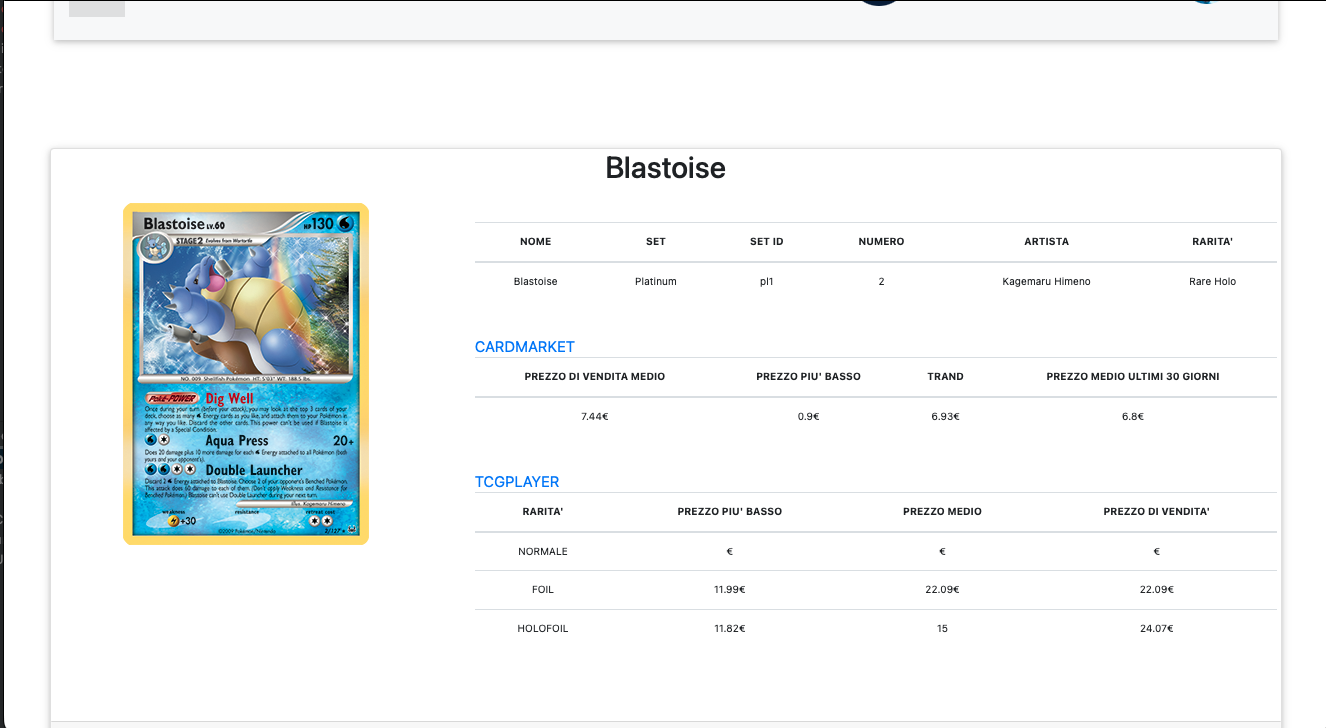 Blastoise
Blastoise LV.60 HP 130
STAGE 2 Evolves from Wartortle
NO. 009 Shellfish Pokémon HT. 5'03" WT. 188.5 lbs.
Poké-POWER Dig Well
Once during your turn (before your attack), you may look at the top 3 cards of your
deck, choose as many Energy cards as you like, and attach them to your Pokémon in
any way you like. Discard the other cards. This power can't be used if Blastoise is
affected by a Special Condition.
Aqua Press 20+
Does 20 damage plus 10 more damage for each Energy attached to all Pokémon (both
yours and your opponent's).
Double Launcher
Discard 2 Energy attached to Blastoise. Choose 2 of your opponent's Benched Pokémon.
This attack does 60 damage to each of them. (Don't apply Weakness and Resistance for
Benched Pokémon.) Blastoise can't use Double Launcher during your next turn.
Illus. Kagemaru Himeno
weakness resistance retreat cost
+30
©2009 Pokémon/Nintendo 2/127
NOME SET SET ID NUMERO ARTISTA RARITA'
Blastoise Platinum pl1 2 Kagemaru Himeno Rare Holo
CARDMARKET
PREZZO DI VENDITA MEDIO PREZZO PIU' BASSO TRAND PREZZO MEDIO ULTIMI 30 GIORNI
7.44€ 0.9€ 6.93€ 6.8€
TCGPLAYER
RARITA' PREZZO PIU' BASSO PREZZO MEDIO PREZZO DI VENDITA'
NORMALE € € €
FOIL 11.99€ 22.09€ 22.09€
HOLOFOIL 11.82€ 15 24.07€